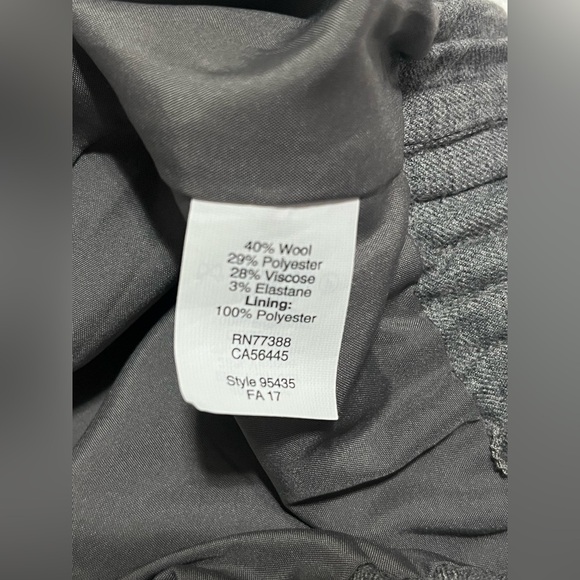 40% Wool
29% Polyester
28% Viscose
3% Elastane
Lining:
100% Polyester
RN77388
CA56445
Style 95435
FA 17